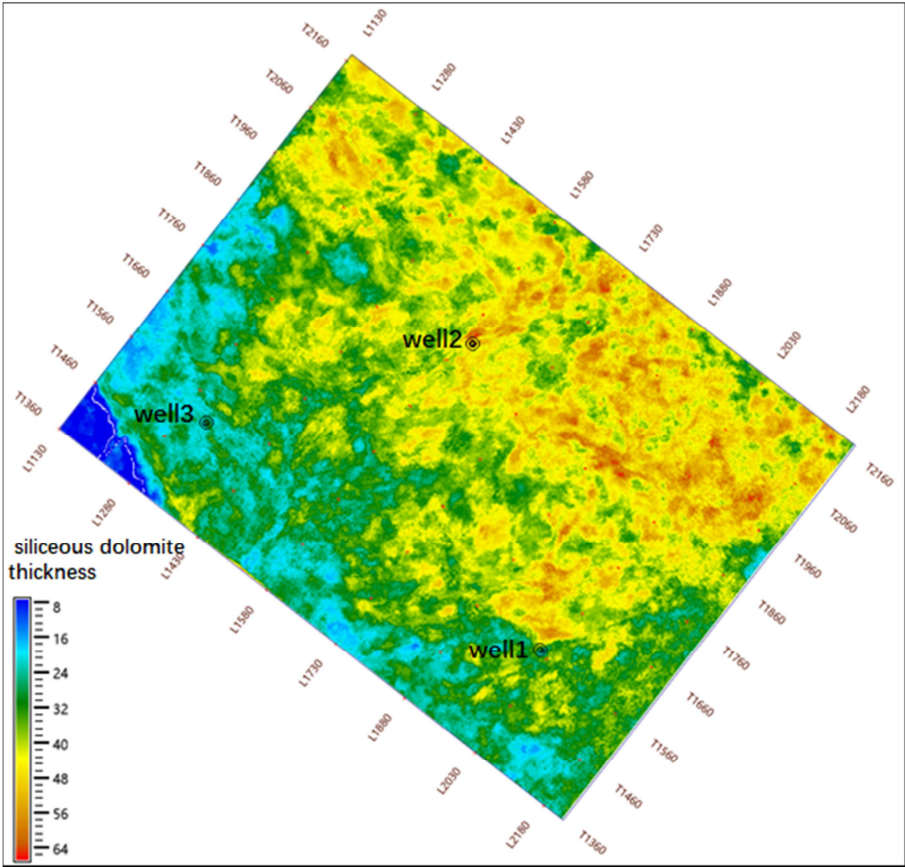 L1130
T2160
L1280
T2060
L1430
T1960
L1580
T1860
L1730
T1760
L1880
T1660
L2030
T1560
well2
T1460
L2180
T1360
well3
L1130
T2160
L1280
T2060
siliceous dolomite
thickness
L1430
T1960
8
L1580
T1860
16
well1
L1730
T1760
24
T1660
32
L1880
40
T1560
L2030
48
T1460
56
L2180
T1360
64